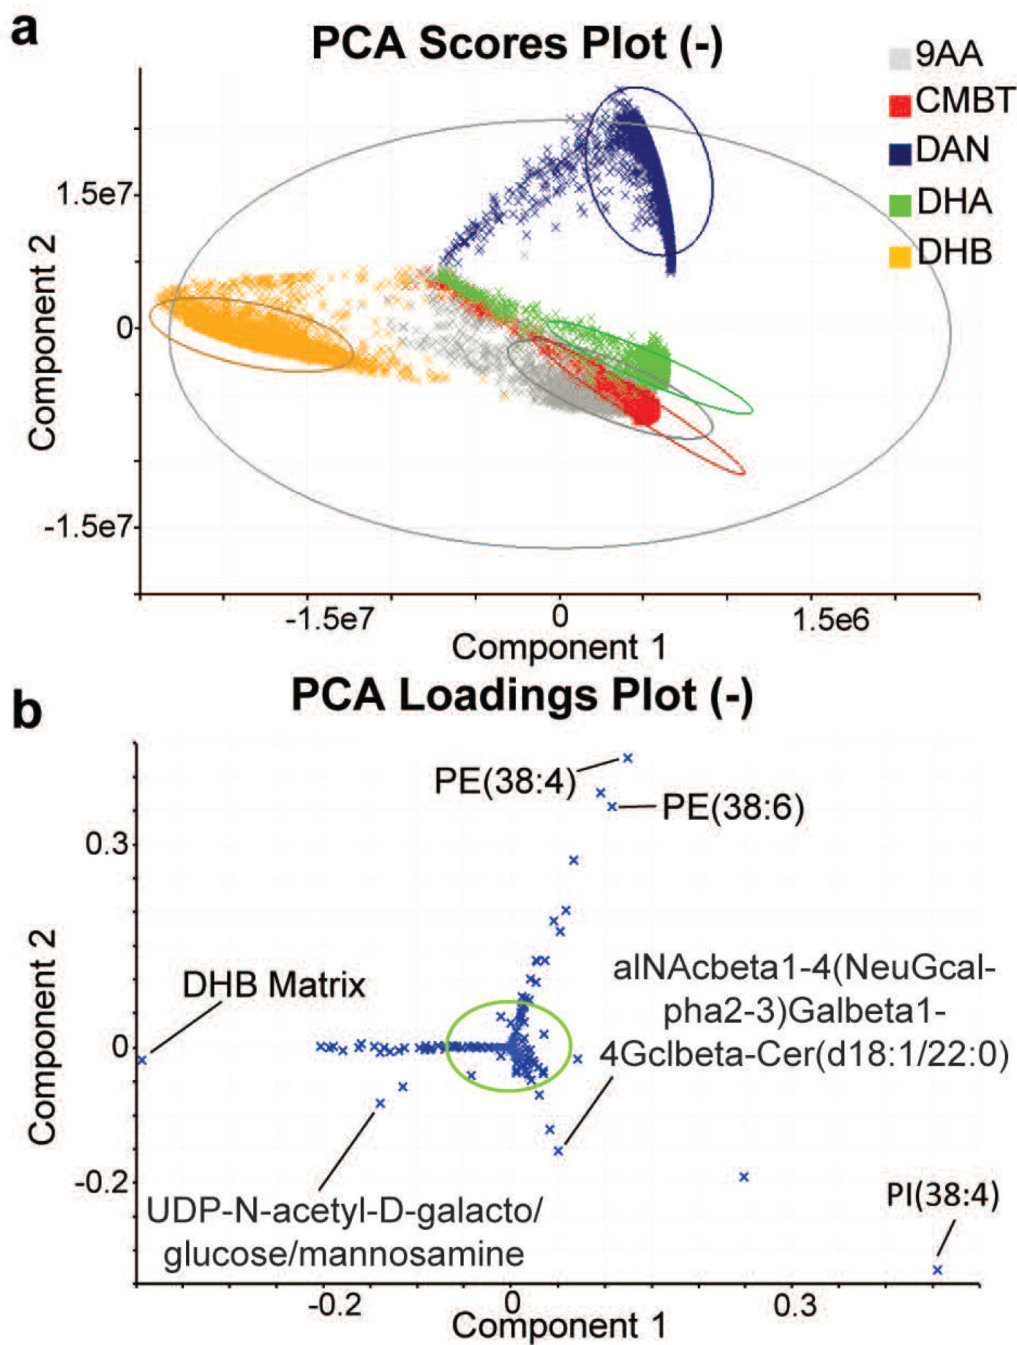 a
PCA Scores Plot (-)
9AA
CMBT
DAN
DHA
DHB
Component 2
1.5e7
0
-1.5e7
-1.5e7
0
1.5e6
Component 1
b
PCA Loadings Plot (-)
PE(38:4)
PE(38:6)
0.3
Component 2
DHB Matrix
alNAcbeta1-4(NeuGcal-
pha2-3)Galbeta1-
4Gclbeta-Cer(d18:1/22:0)
0
-0.2
UDP-N-acetyl-D-galacto/
glucose/mannosamine
PI(38:4)
-0.2
0
0.3
Component 1